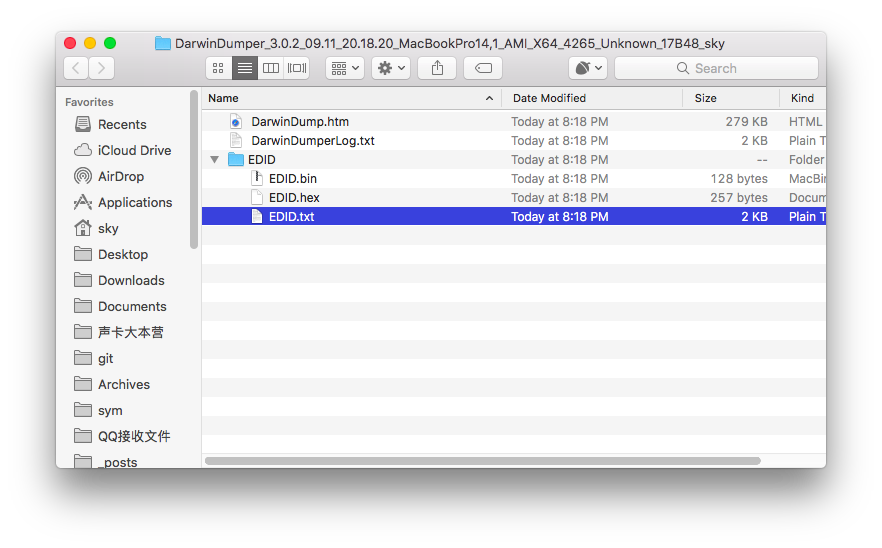 DarwinDumper_3.0.2_09.11_20.18.20_MacBookPro14,1_AMI_X64_4265_Unknown_17B48_sky
Search
Favorites
Recents
iCloud Drive
AirDrop
Applications
sky
Desktop
Downloads
Documents
声卡大本营
git
Archives
sym
QQ接收文件
_posts
Name Date Modified Size Kind
DarwinDump.htm Today at 8:18 PM 279 KB HTML
DarwinDumperLog.txt Today at 8:18 PM 2 KB Plain T
EDID Today at 8:18 PM -- Folder
EDID.bin Today at 8:18 PM 128 bytes MacBin
EDID.hex Today at 8:18 PM 257 bytes Docum
EDID.txt Today at 8:18 PM 2 KB Plain T